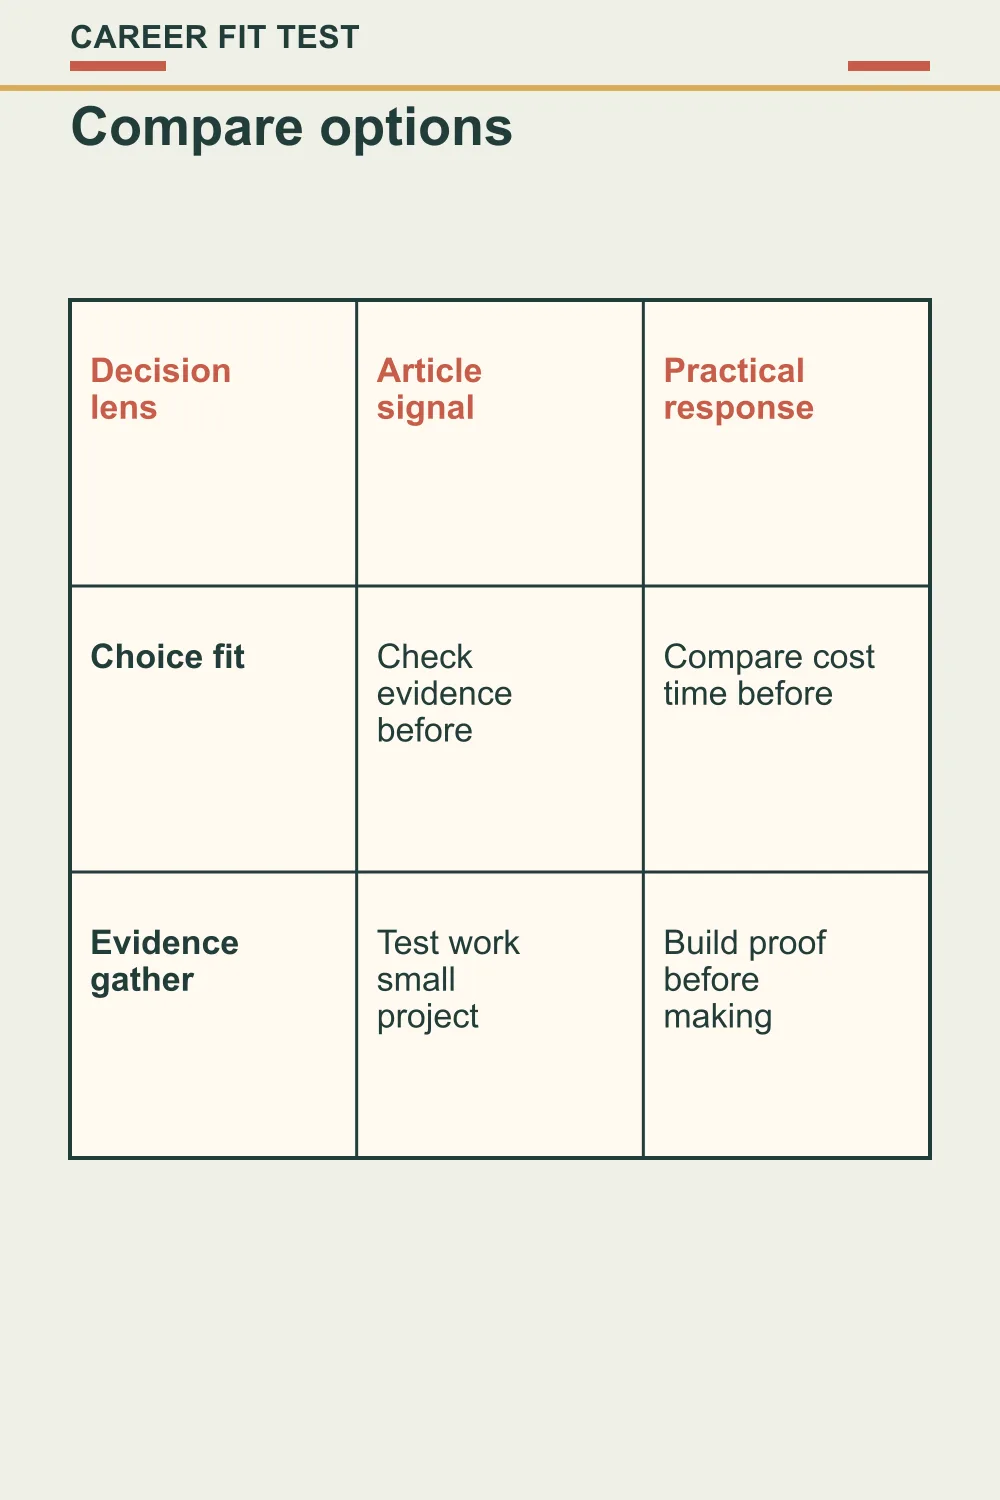 CAREER FIT TEST
Compare options
Decision
lens
Article
signal
Practical
response
Choice fit
Check
evidence
before
Compare cost
time before
Evidence
gather
Test work
small
project
Build proof
before
making